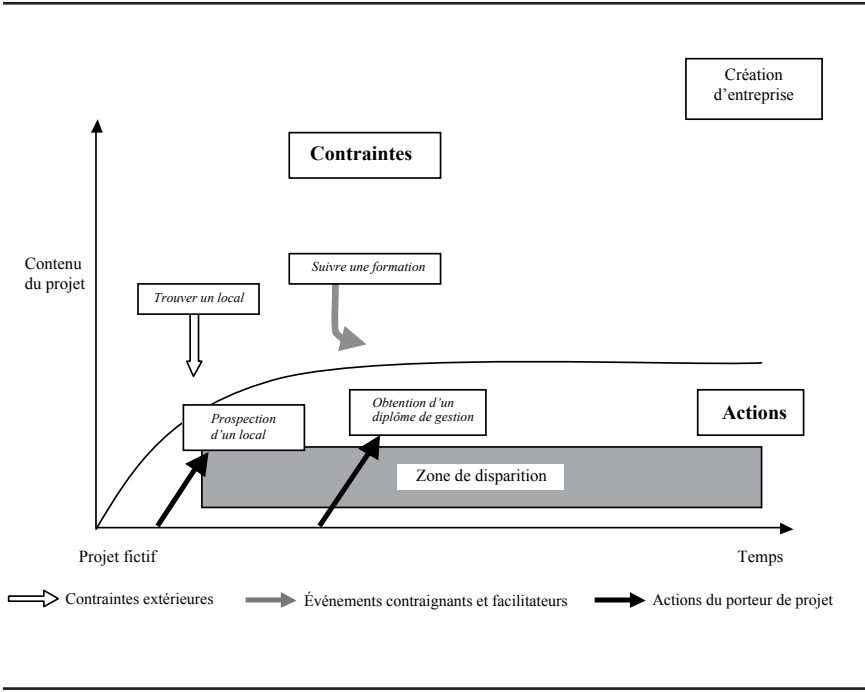 Création
d'entreprise
Contraintes
Contenu
du projet
Suivre une formation
Trouver un local
Obtention d'un
diplôme de gestion
Prospection
d'un local
Actions
Zone de disparition
Projet fictif
Temps
Contraintes extérieures
Événements contraignants et facilitateurs
Actions du porteur de projet